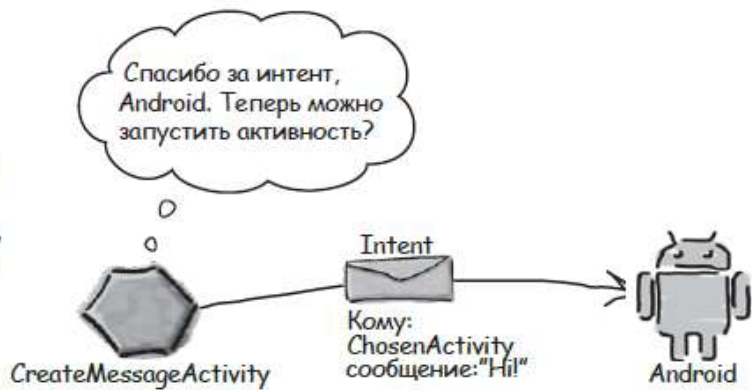 Спасибо за интент,
Android. Теперь можно
запустить активность?
Intent
Кому:
ChosenActivity
сообщение:"Hi!"
CreateMessageActivity
Android